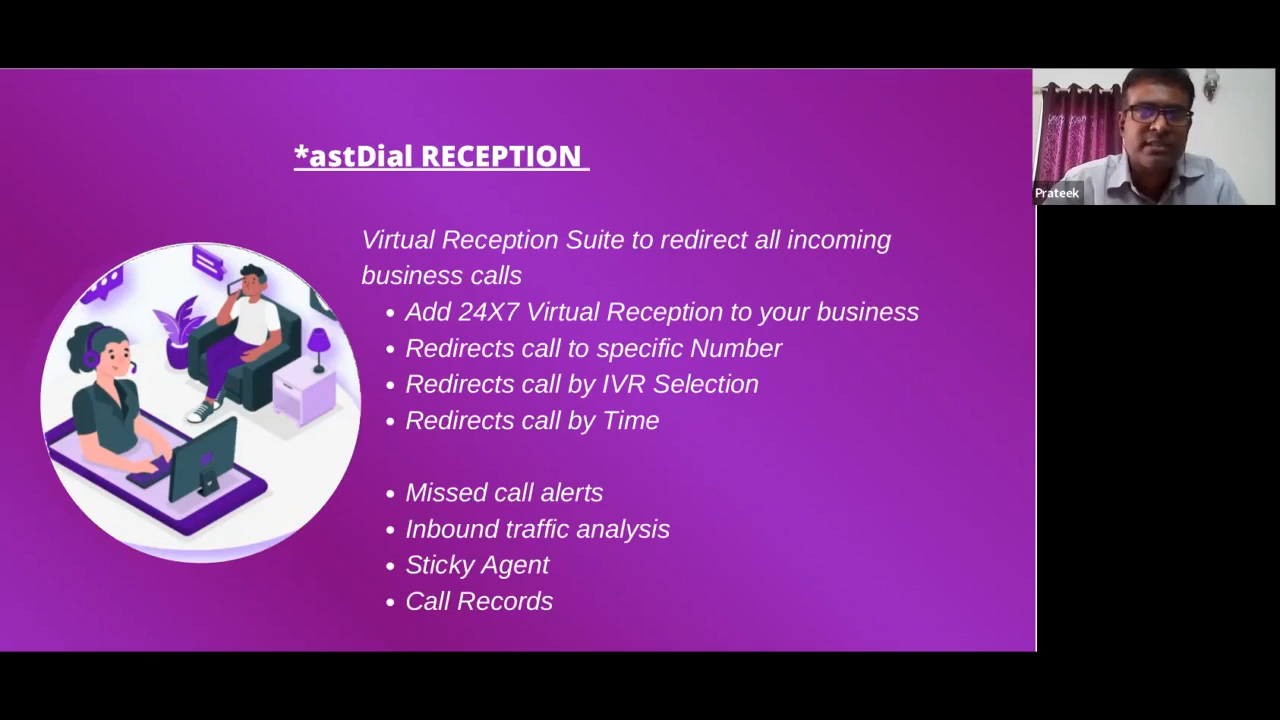 *astDial RECEPTION
Virtual Reception Suite to redirect all incoming
business calls
• Add 24X7 Virtual Reception to your business
• Redirects call to specific Number
• Redirects call by IVR Selection
• Redirects call by Time
• Missed call alerts
• Inbound traffic analysis
• Sticky Agent
• Call Records
Prateek